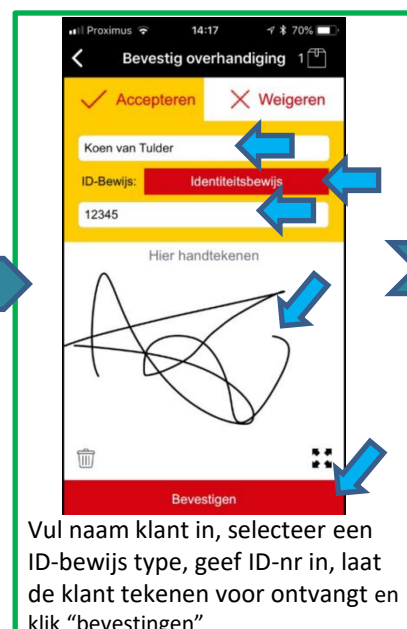 Proximus 14:17 70%
Bevestig overhandiging 1
Accepteren Weigeren
Koen van Tulder
ID-Bewijs: Identiteitsbewijs
12345
Hier handtekenen
Bevestigen
Vul naam klant in, selecteer een
ID-bewijs type, geef ID-nr in, laat
de klant tekenen voor ontvangt en
klik “bevestingen”